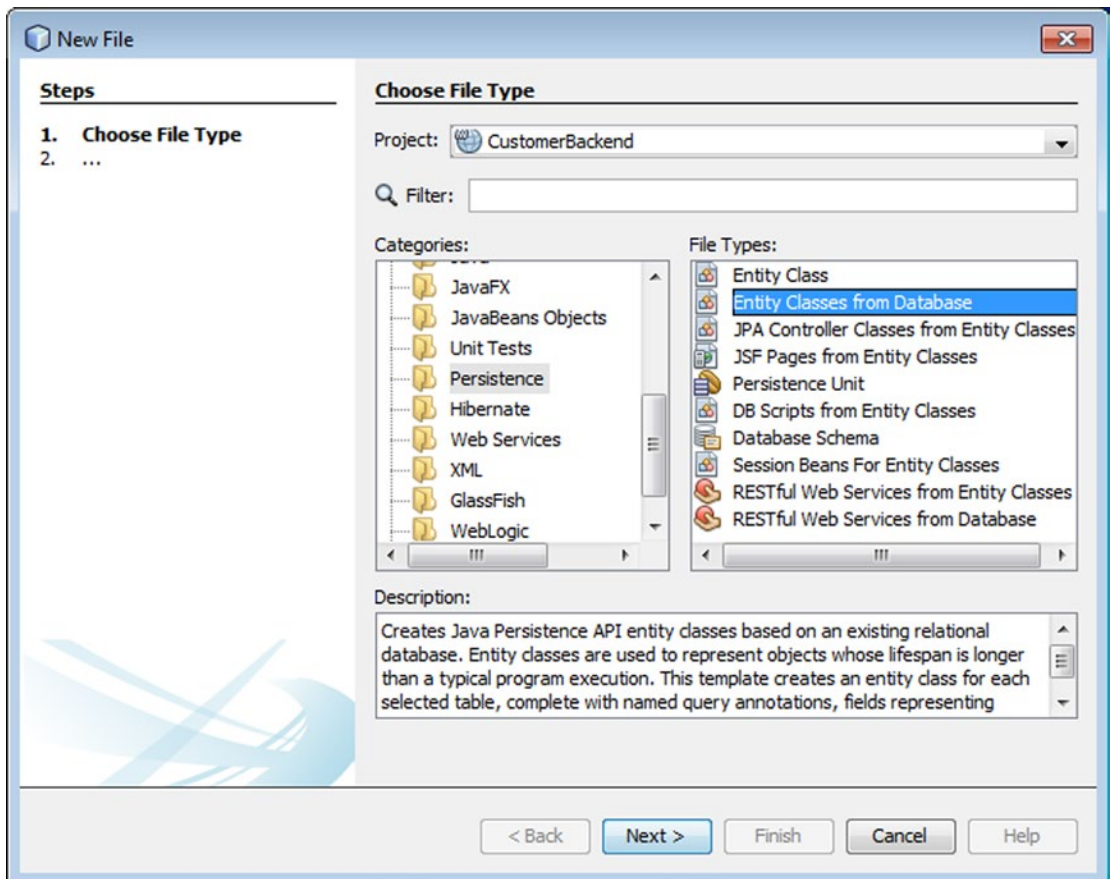 New File
Steps
1. Choose File Type
2. ...
Choose File Type
Project: CustomerBackend
Filter:
Categories:
JavaFX
JavaBeans Objects
Unit Tests
Persistence
Hibernate
Web Services
XML
GlassFish
WebLogic
File Types:
Entity Class
Entity Classes from Database
JPA Controller Classes from Entity Classes
JSF Pages from Entity Classes
Persistence Unit
DB Scripts from Entity Classes
Database Schema
Session Beans For Entity Classes
RESTful Web Services from Entity Classes
RESTful Web Services from Database
Description:
Creates Java Persistence API entity classes based on an existing relational
database. Entity classes are used to represent objects whose lifespan is longer
than a typical program execution. This template creates an entity class for each
selected table, complete with named query annotations, fields representing
< Back
Next >
Finish
Cancel
Help